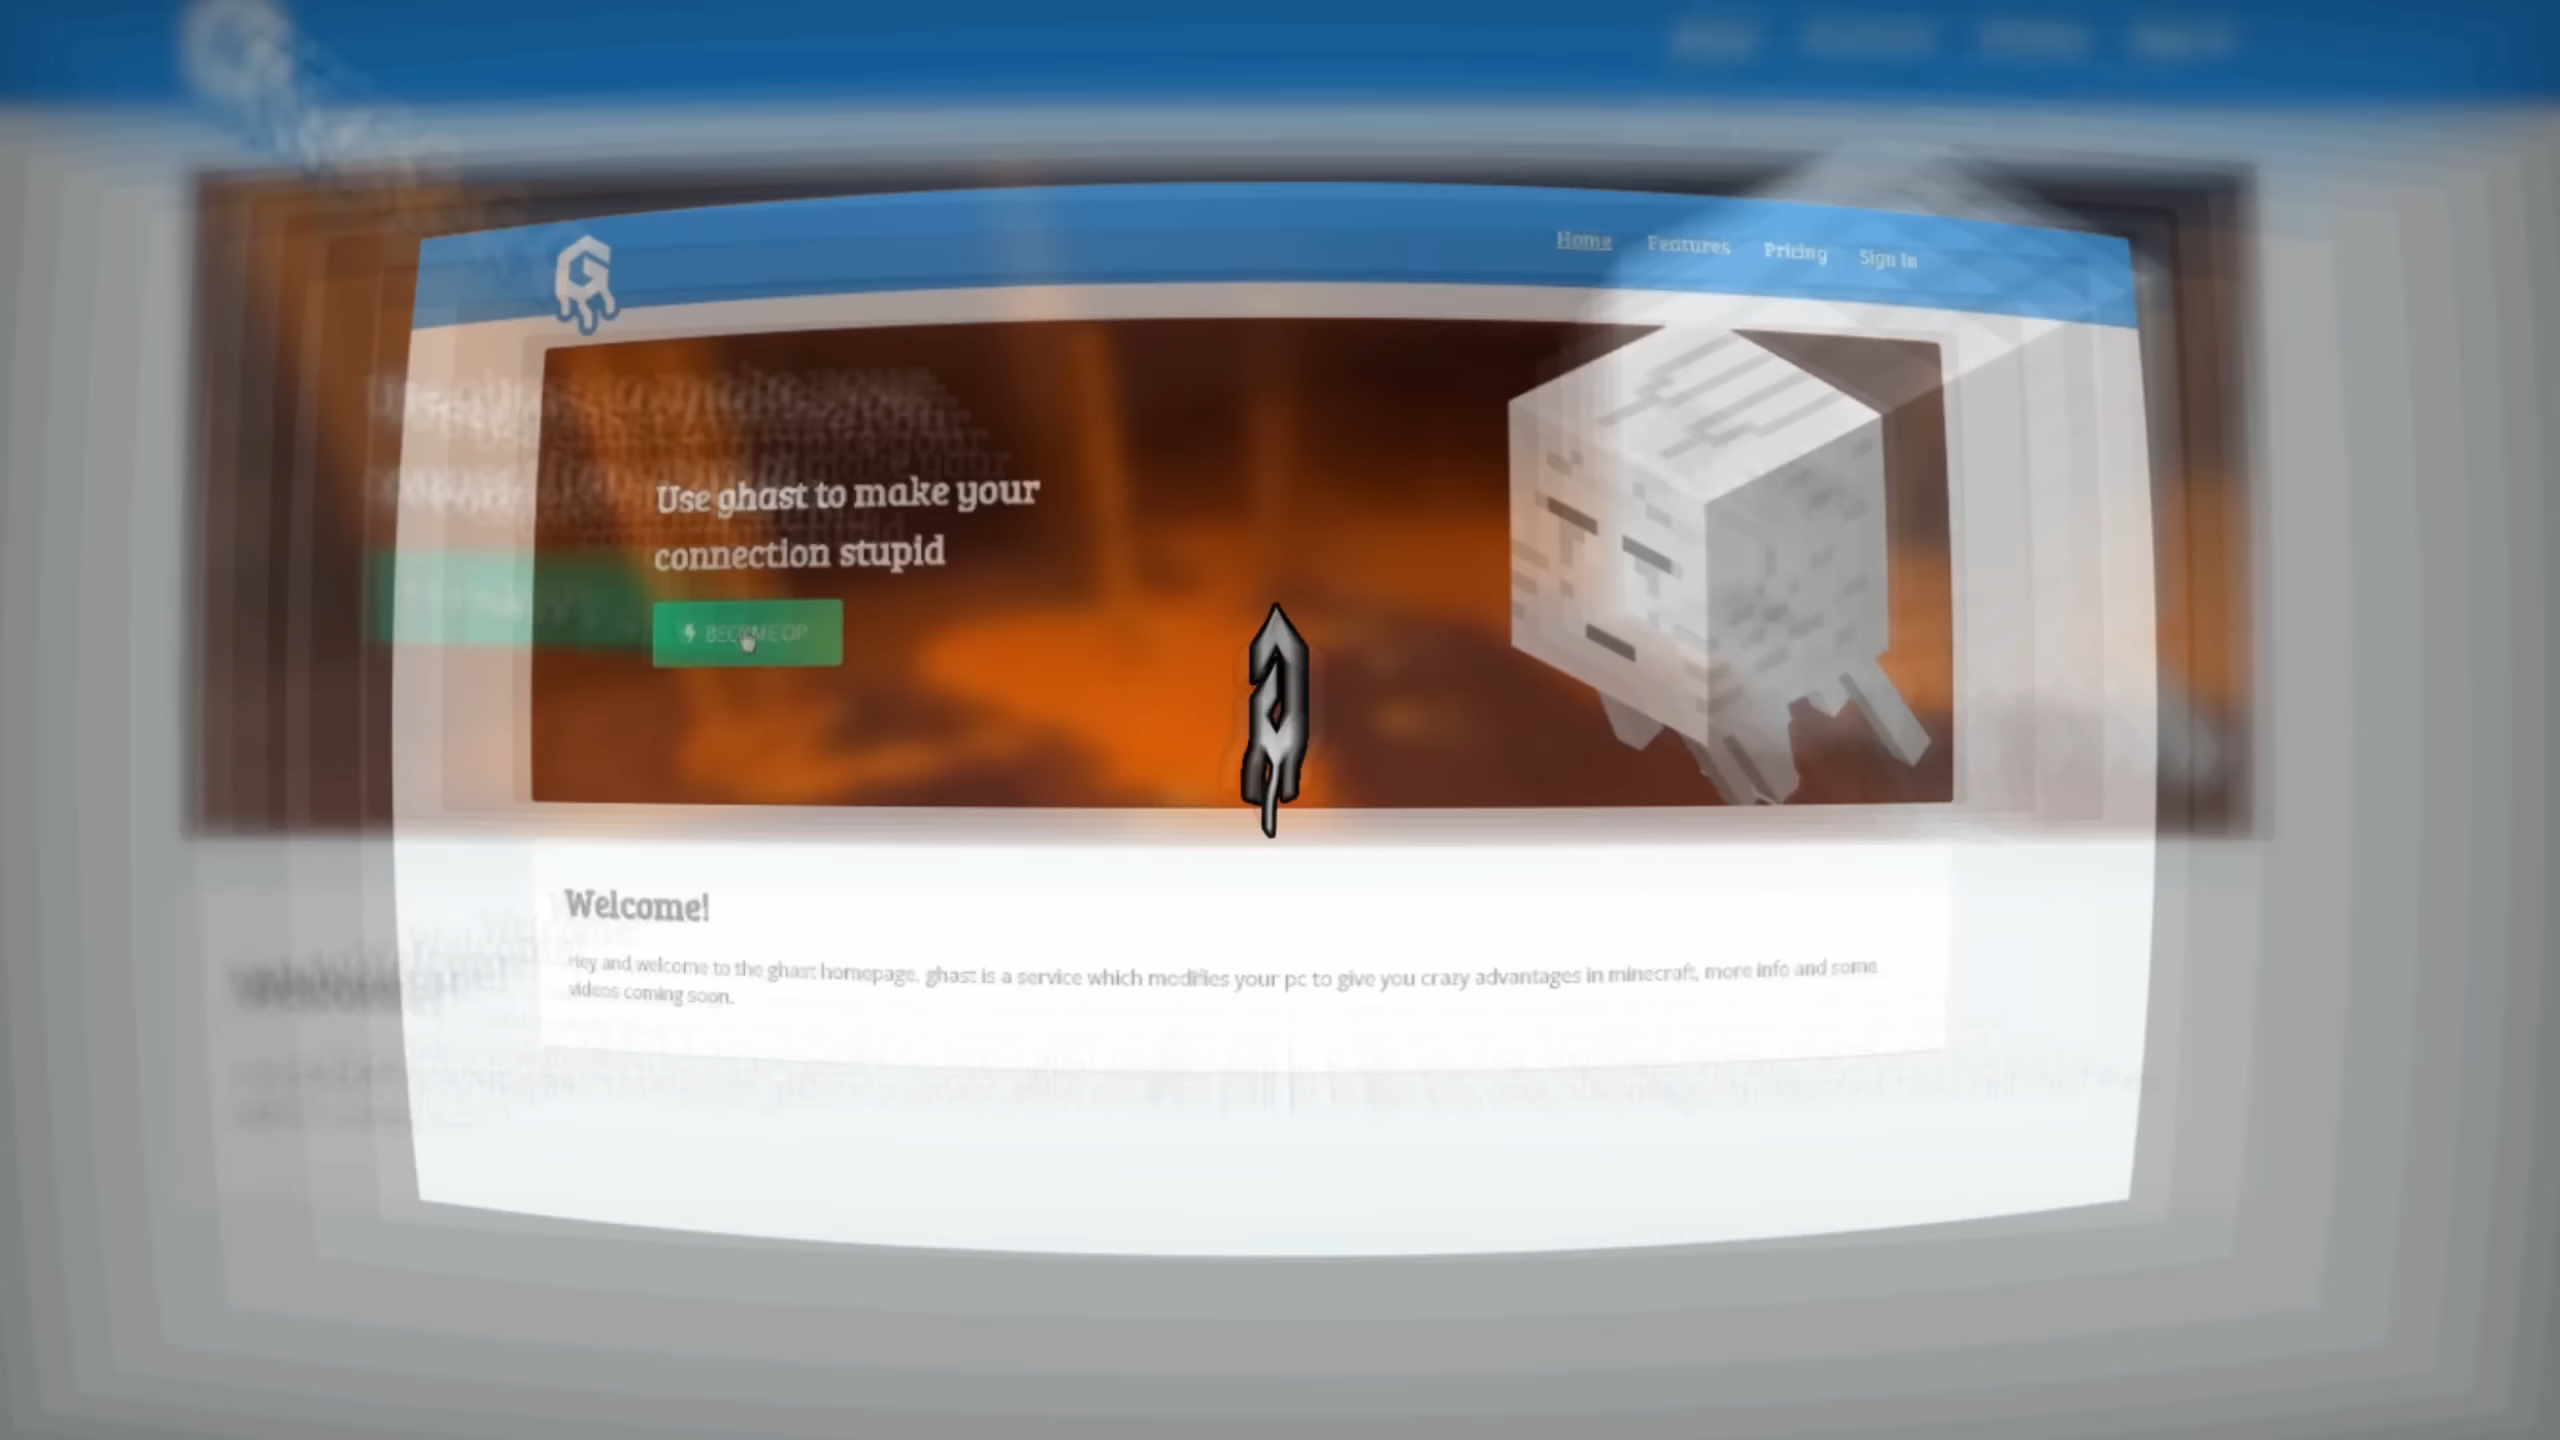 Home Features Pricing Sign In
Use ghast to make your
connection stupid
BECOME OP
Welcome!
Hey and welcome to the ghast homepage, ghast is a service which modifies your pc to give you crazy advantages in minecraft, more info and some
videos coming soon.